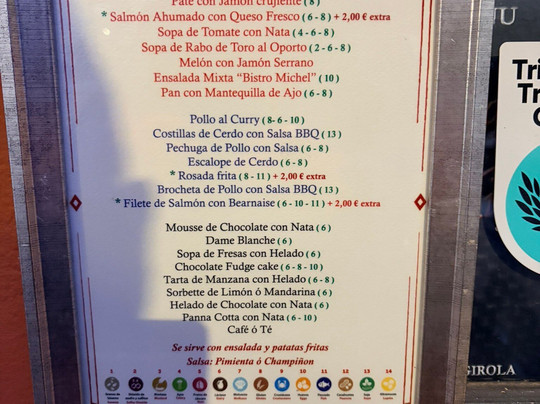 Paté con Jamón crujiente ( 8 )
* Salmón Ahumado con Queso Fresco ( 6 - 8 ) + 2,00 € extra
Sopa de Tomate con Nata ( 4 - 6 - 8 )
Sopa de Rabo de Toro al Oporto ( 2 - 6 - 8 )
Melón con Jamón Serrano
Ensalada Mixta "Bistro Michel" ( 10 )
Pan con Mantequilla de Ajo ( 6 - 8 )
Pollo al Curry ( 8- 6 - 10 )
Costillas de Cerdo con Salsa BBQ ( 13 )
Pechuga de Pollo con Salsa ( 6 - 8 )
Escalope de Cerdo ( 6 - 8 )
* Rosada frita ( 8 - 11 ) + 2,00 € extra
Brocheta de Pollo con Salsa BBQ ( 13 )
* Filete de Salmón con Bearnaise ( 6 - 10 - 11 ) +2,00 € extra
Mousse de Chocolate con Nata ( 6 )
Dame Blanche ( 6 )
Sopa de Fresas con Helado ( 6 )
Chocolate Fudge cake ( 6 - 8 - 10 )
Tarta de Manzana con Helado ( 6 - 8 )
Sorbette de Limón ó Mandarina ( 6 )
Helado de Chocolate con Nata ( 6 )
Panna Cotta con Nata ( 6 - 10 )
Café ó Té
Se sirve con ensalada y patatas fritas
Salsa: Pimienta ó Champiñon
1 2 3 4 5 6 7 8 9 10 11 12 13 14
Tri
Tr
GIROLA